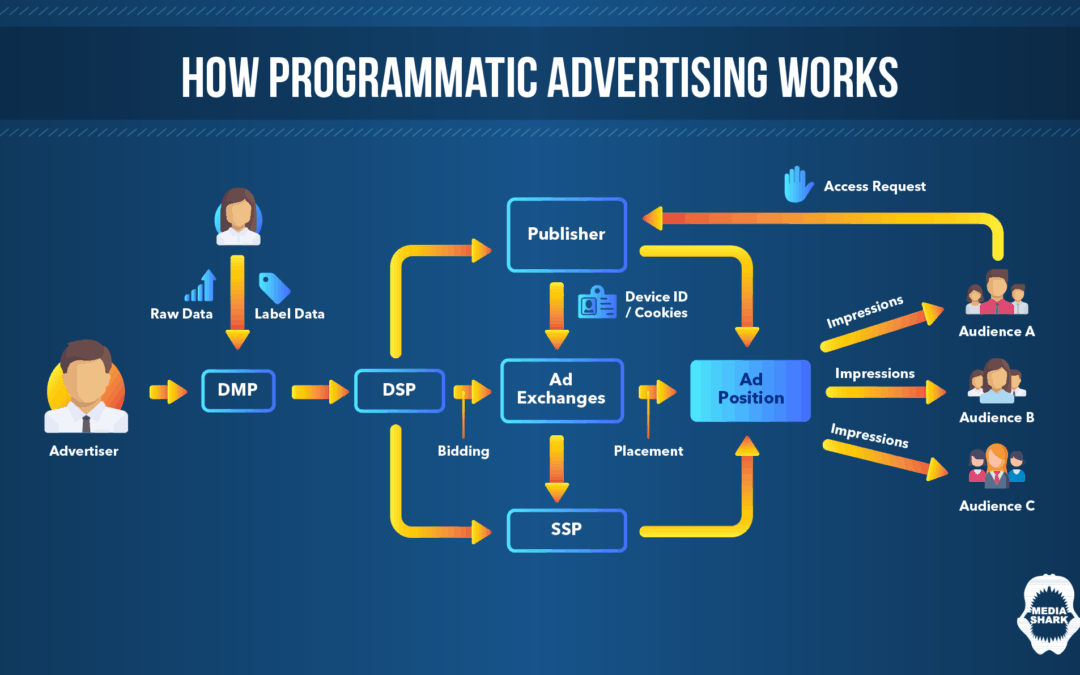 HOW PROGRAMMATIC ADVERTISING WORKS
Access Request
Publisher
Raw Data
Label Data
Device ID
/ Cookies
Impressions
Audience A
DMP
DSP
Ad
Exchanges
Ad
Position
Impressions
Audience B
Advertiser
Bidding
Placement
Impressions
Audience C
SSP
MEDIA
SHARK